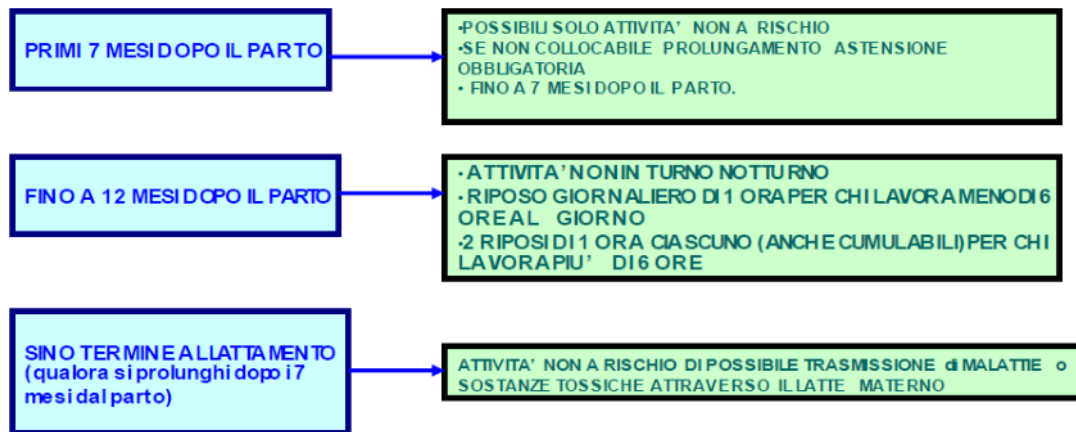 PRIMI 7 MESI DOPO IL PARTO
•POSSIBILI SOLO ATTIVITA’ NON A RISCHIO
•SE NON COLLOCABILE PROLUNGAMENTO ASTENSIONE
OBBLIGATORIA
• FINO A 7 MESI DOPO IL PARTO.
FINO A 12 MESI DOPO IL PARTO
• ATTIVITA’ NON IN TURNO NOTTURNO
• RIPOSO GIORNALIERO DI 1 ORA PER CHI LAVORA MENO DI 6
ORE AL GIORNO
•2 RIPOSI DI 1 ORA CIASCUNO (ANCHE CUMULABILI) PER CHI
LAVORA PIU’ DI 6 ORE
SINO TERMINE ALLATTAMENTO
(qualora si prolunghi dopo i 7
mesi dal parto)
ATTIVITA’ NON A RISCHIO DI POSSIBILE TRASMISSIONE di MALATTIE o
SOSTANZE TOSSICHE ATTRAVERSO IL LATTE MATERNO